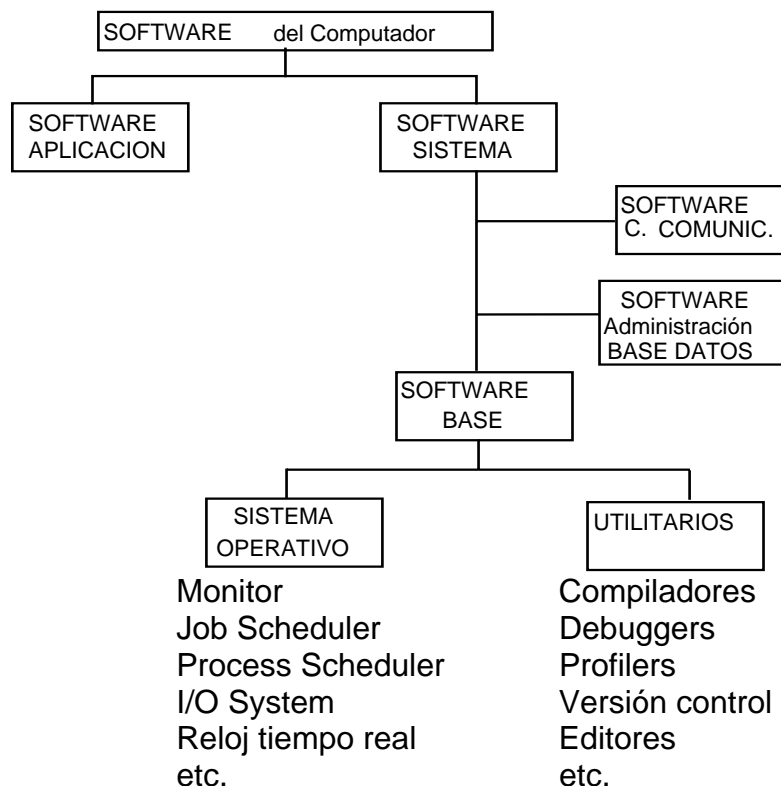 SOFTWARE del Computador
SOFTWARE
APLICACION
SOFTWARE
SISTEMA
SOFTWARE
C. COMUNIC.
SOFTWARE
Administración
BASE DATOS
SOFTWARE
BASE
SISTEMA
OPERATIVO
UTILITARIOS
Monitor
Job Scheduler
Process Scheduler
I/O System
Reloj tiempo real
etc.
Compiladores
Debuggers
Profilers
Versión control
Editores
etc.